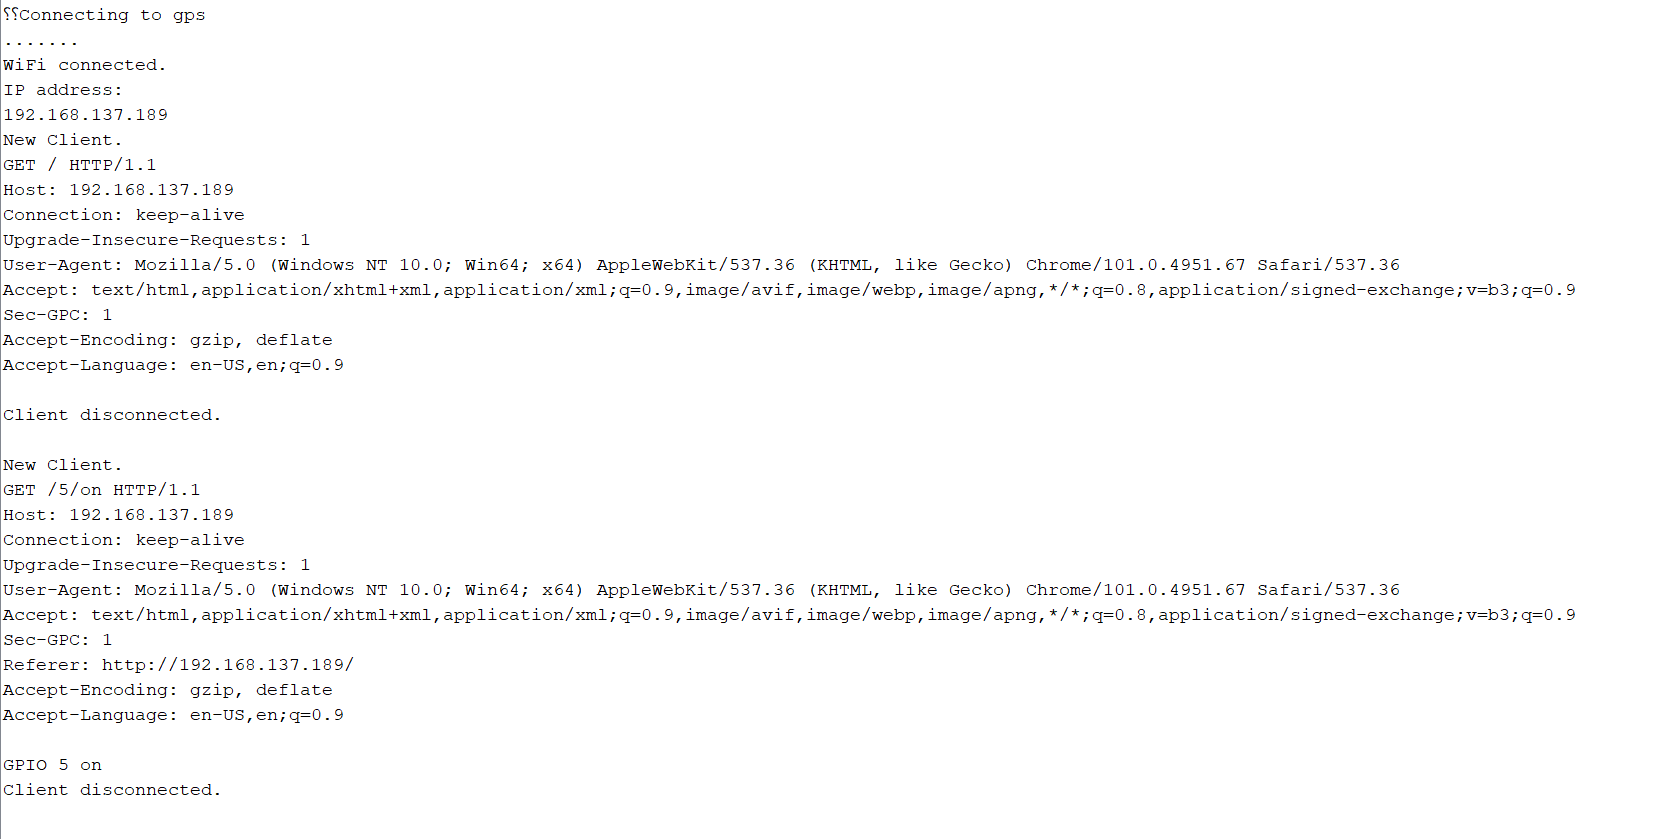 ⸮⸮Connecting to gps
.......
WiFi connected.
IP address:
192.168.137.189
New Client.
GET / HTTP/1.1
Host: 192.168.137.189
Connection: keep-alive
Upgrade-Insecure-Requests: 1
User-Agent: Mozilla/5.0 (Windows NT 10.0; Win64; x64) AppleWebKit/537.36 (KHTML, like Gecko) Chrome/101.0.4951.67 Safari/537.36
Accept: text/html,application/xhtml+xml,application/xml;q=0.9,image/avif,image/webp,image/apng,*/*;q=0.8,application/signed-exchange;v=b3;q=0.9
Sec-GPC: 1
Accept-Encoding: gzip, deflate
Accept-Language: en-US,en;q=0.9
Client disconnected.
New Client.
GET /5/on HTTP/1.1
Host: 192.168.137.189
Connection: keep-alive
Upgrade-Insecure-Requests: 1
User-Agent: Mozilla/5.0 (Windows NT 10.0; Win64; x64) AppleWebKit/537.36 (KHTML, like Gecko) Chrome/101.0.4951.67 Safari/537.36
Accept: text/html,application/xhtml+xml,application/xml;q=0.9,image/avif,image/webp,image/apng,*/*;q=0.8,application/signed-exchange;v=b3;q=0.9
Sec-GPC: 1
Referer: http://192.168.137.189/
Accept-Encoding: gzip, deflate
Accept-Language: en-US,en;q=0.9
GPIO 5 on
Client disconnected.